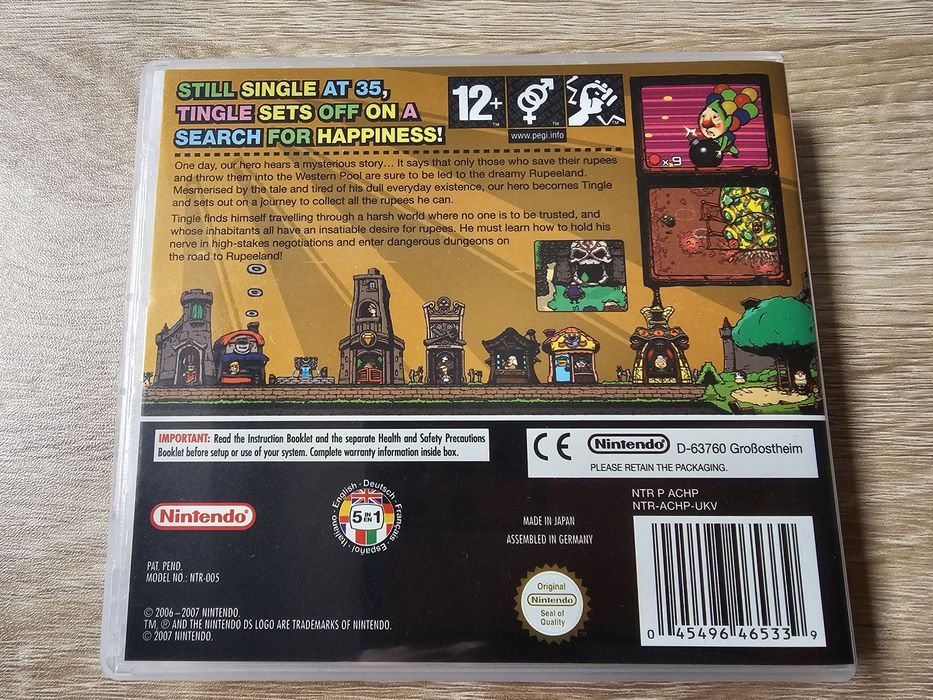 STILL SINGLE AT 35,
TINGLE SETS OFF ON A
SEARCH FOR HAPPINESS!
12+
TM
TM
TM
www.pegi.info
x9
One day, our hero hears a mysterious story... It says that only those who save their rupees
and throw them into the Western Pool are sure to be led to the dreamy Rupeeland.
Mesmerised by the tale and tired of his dull everyday existence, our hero becomes Tingle
and sets out on a journey to collect all the rupees he can.
Tingle finds himself travelling through a harsh world where no one is to be trusted, and
whose inhabitants all have an insatiable desire for rupees. He must learn how to hold his
nerve in high-stakes negotiations and enter dangerous dungeons on
the road to Rupeeland!
IMPORTANT: Read the Instruction Booklet and the separate Health and Safety Precautions
Booklet before setup or use of your system. Complete warranty information inside box.
CE Nintendo® D-63760 Großostheim
PLEASE RETAIN THE PACKAGING.
NTR P ACHP
NTR-ACHP-UKV
Nintendo®
English · Deutsch · Français · Español · Italiano
5 IN EN 1
MADE IN JAPAN
ASSEMBLED IN GERMANY
PAT. PEND.
MODEL NO.: NTR-005
Original
Nintendo
Seal of
Quality
TM
© 2006–2007 NINTENDO.
TM, ® AND THE NINTENDO DS LOGO ARE TRADEMARKS OF NINTENDO.
© 2007 NINTENDO.
0 45496 46533 9